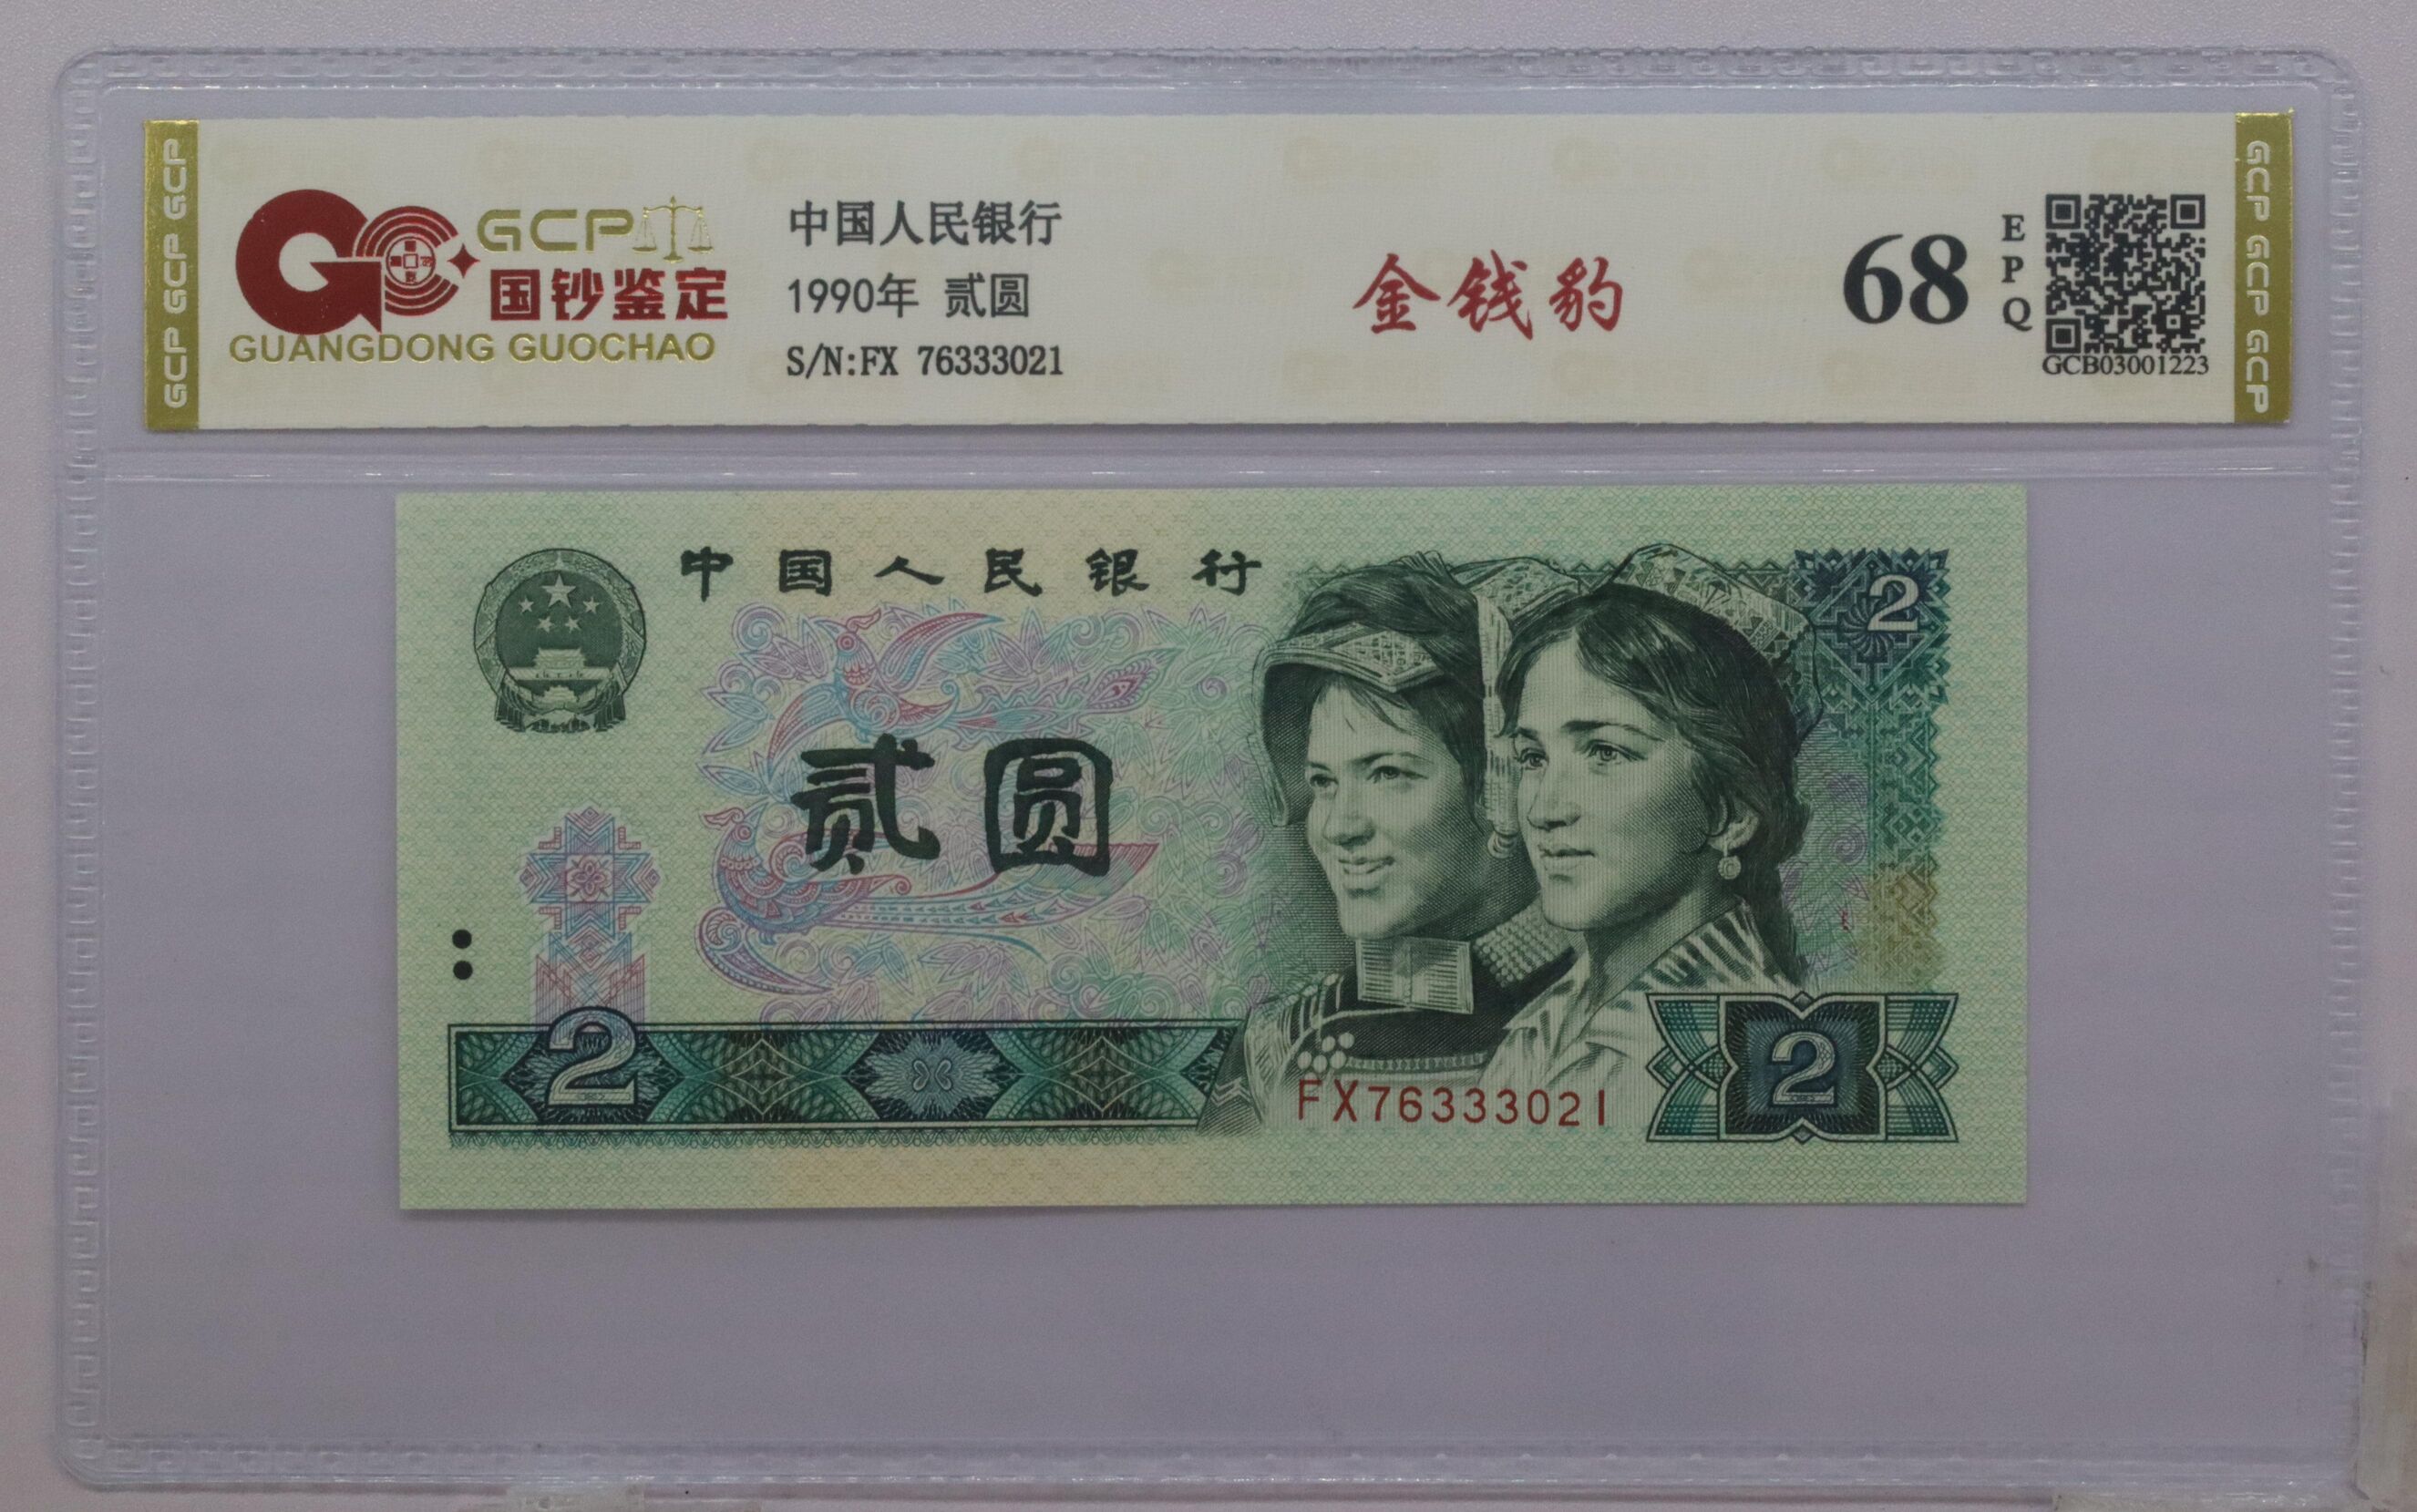 GCP GCP GCP
GCP
国钞鉴定
GUANGDONG GUOCHAO
中国人民银行
1990年 贰圆
S/N:FX 76333021
金钱豹
68
EPQ
GCB03001223
GCP GCP GCP
中国人民银行
2
贰圆
2
FX76333021
2